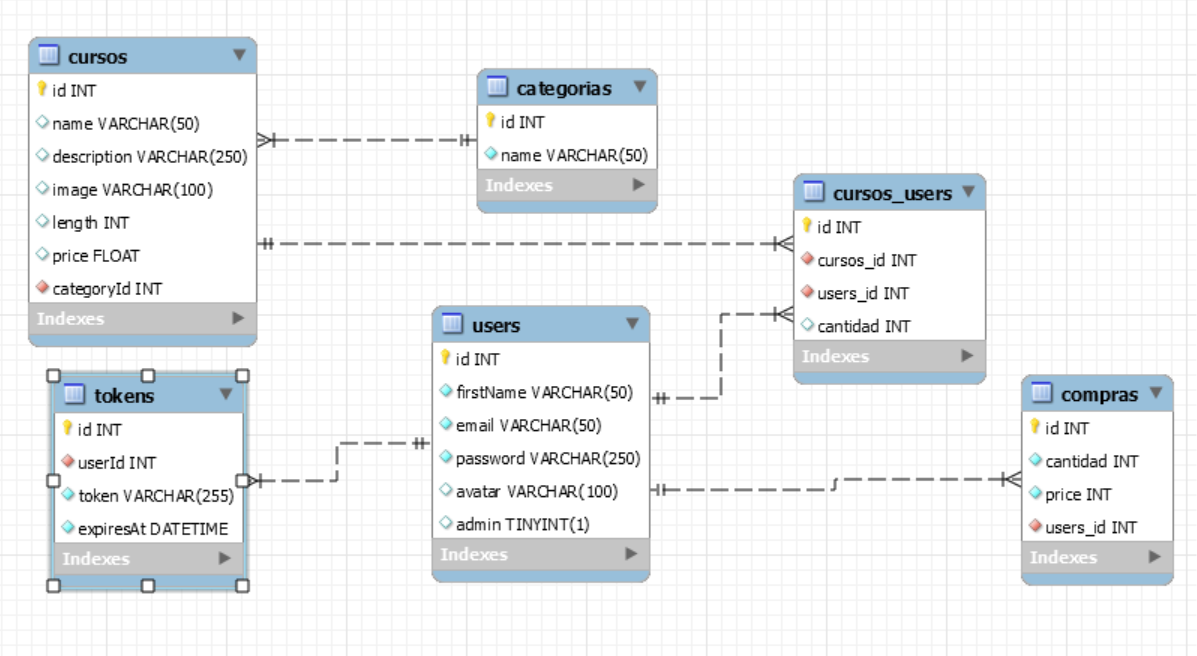 cursos
id INT
name VARCHAR(50)
description VARCHAR(250)
image VARCHAR(100)
length INT
price FLOAT
categoryId INT
Indexes
categorias
id INT
name VARCHAR(50)
Indexes
cursos_users
id INT
cursos_id INT
users_id INT
cantidad INT
Indexes
users
id INT
firstName VARCHAR(50)
email VARCHAR(50)
password VARCHAR(250)
avatar VARCHAR(100)
admin TINYINT(1)
Indexes
tokens
id INT
userId INT
token VARCHAR(255)
expiresAt DATETIME
Indexes
compras
id INT
cantidad INT
price INT
users_id INT
Indexes